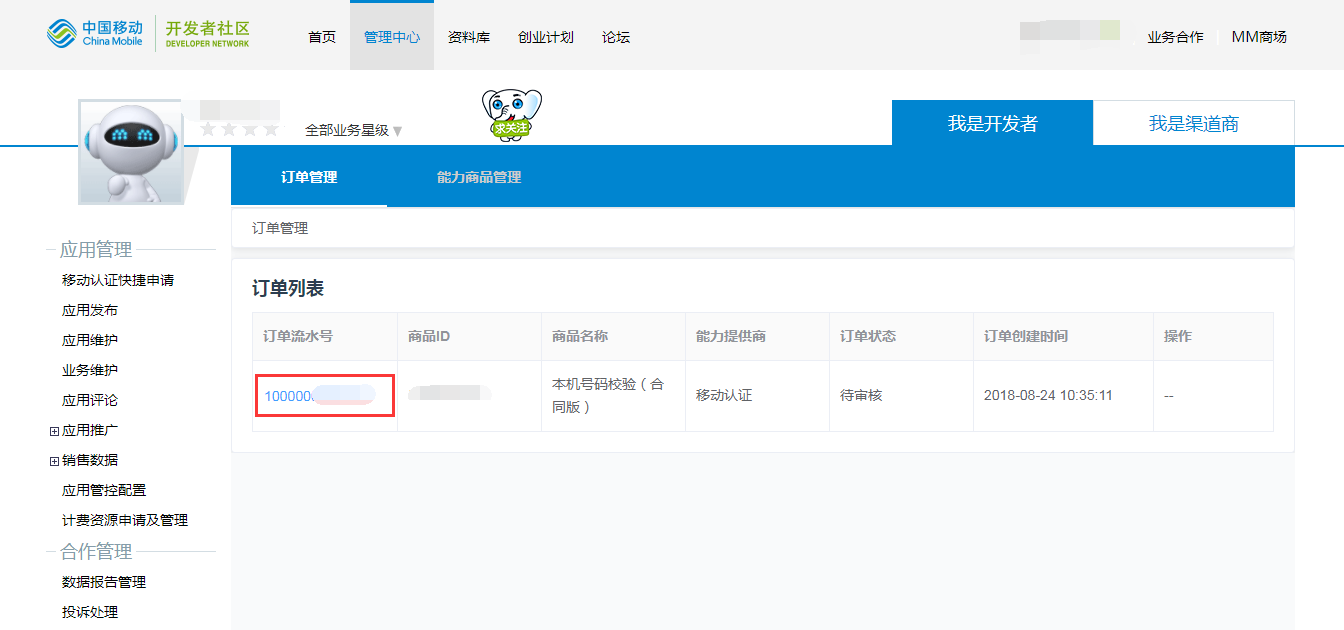 中国移动 开发者社区
China Mobile DEVELOPER NETWORK
首页 管理中心 资料库 创业计划 论坛 业务合作 MM商场
全部业务星级
求关注
我是开发者 我是渠道商
订单管理 能力商品管理
订单管理
应用管理
移动认证快捷申请
应用发布
应用维护
业务维护
应用评论
应用推广
销售数据
应用管控配置
计费资源申请及管理
合作管理
数据报告管理
投诉处理
订单列表
订单流水号 商品ID 商品名称 能力提供商 订单状态 订单创建时间 操作
100000 本机号码校验（合 移动认证 待审核 2018-08-24 10:35:11 --
同版）